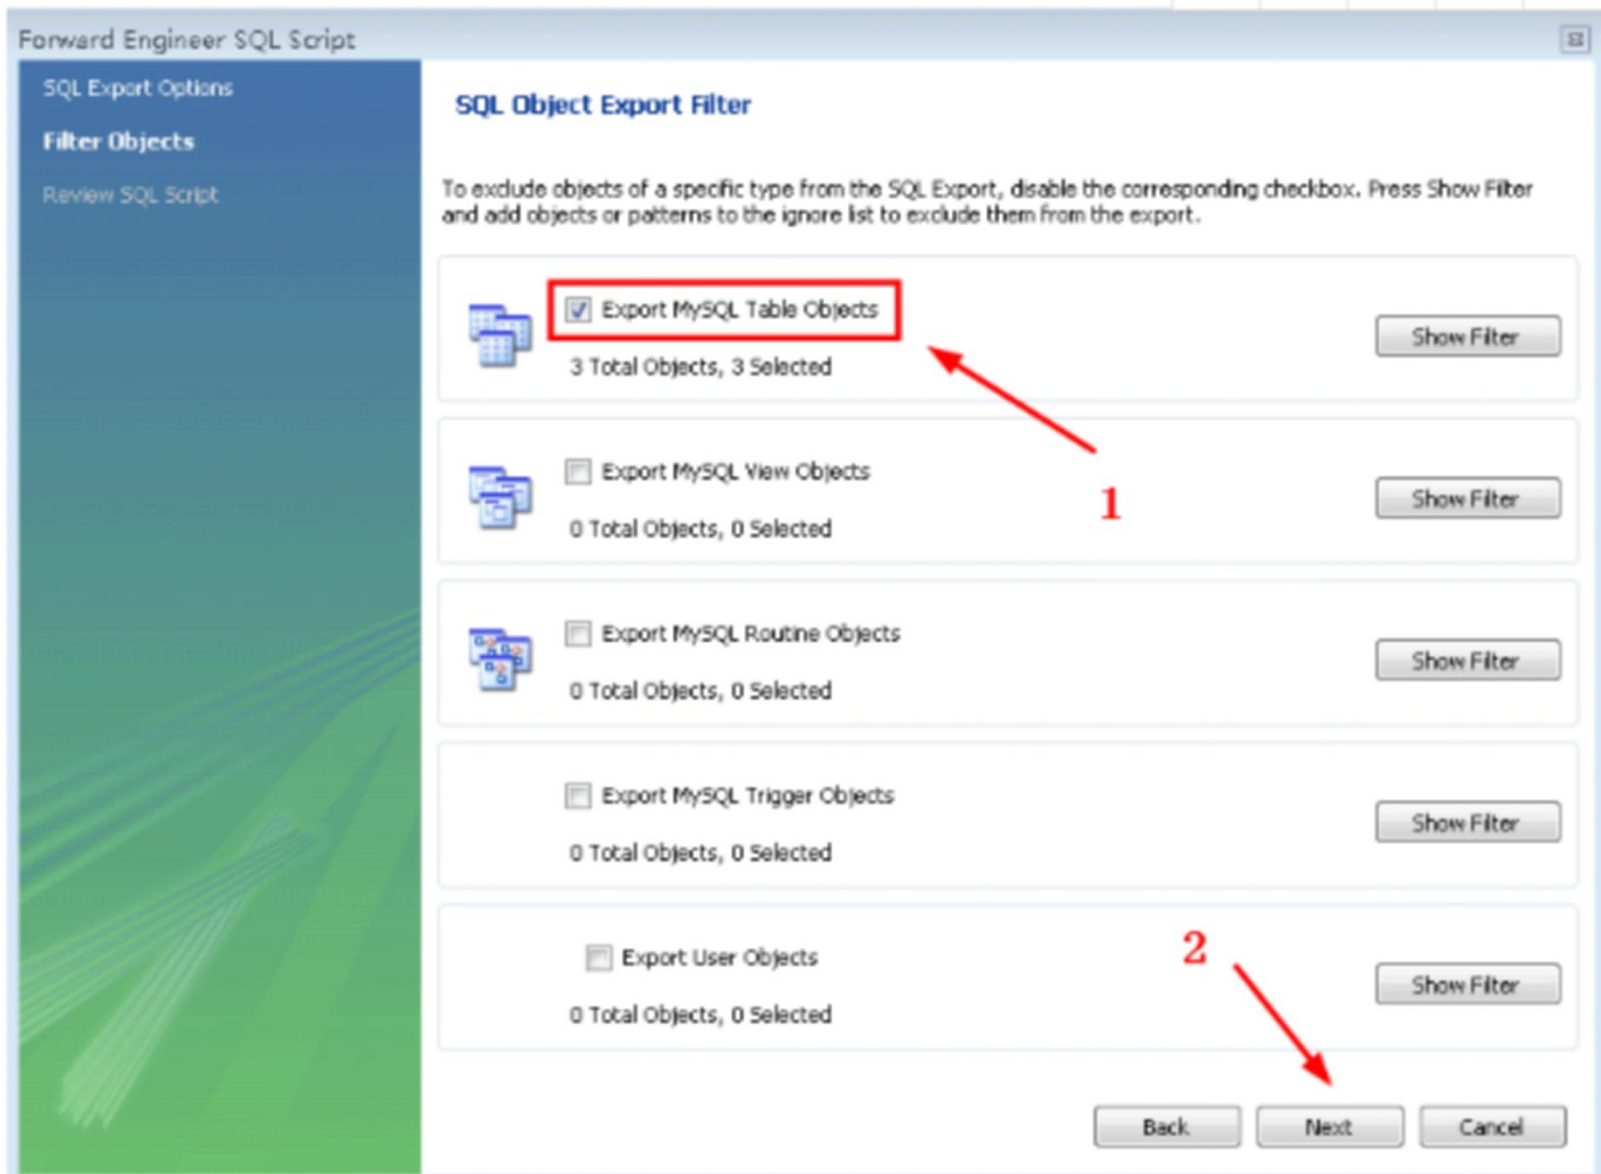 Forward Engineer SQL Script
SQL Export Options
Filter Objects
Review SQL Script
SQL Object Export Filter
To exclude objects of a specific type from the SQL Export, disable the corresponding checkbox. Press Show Filter
and add objects or patterns to the ignore list to exclude them from the export.
Export MySQL Table Objects
3 Total Objects, 3 Selected
Show Filter
1
Export MySQL View Objects
0 Total Objects, 0 Selected
Show Filter
Export MySQL Routine Objects
0 Total Objects, 0 Selected
Show Filter
Export MySQL Trigger Objects
0 Total Objects, 0 Selected
Show Filter
Export User Objects
0 Total Objects, 0 Selected
Show Filter
2
Back
Next
Cancel